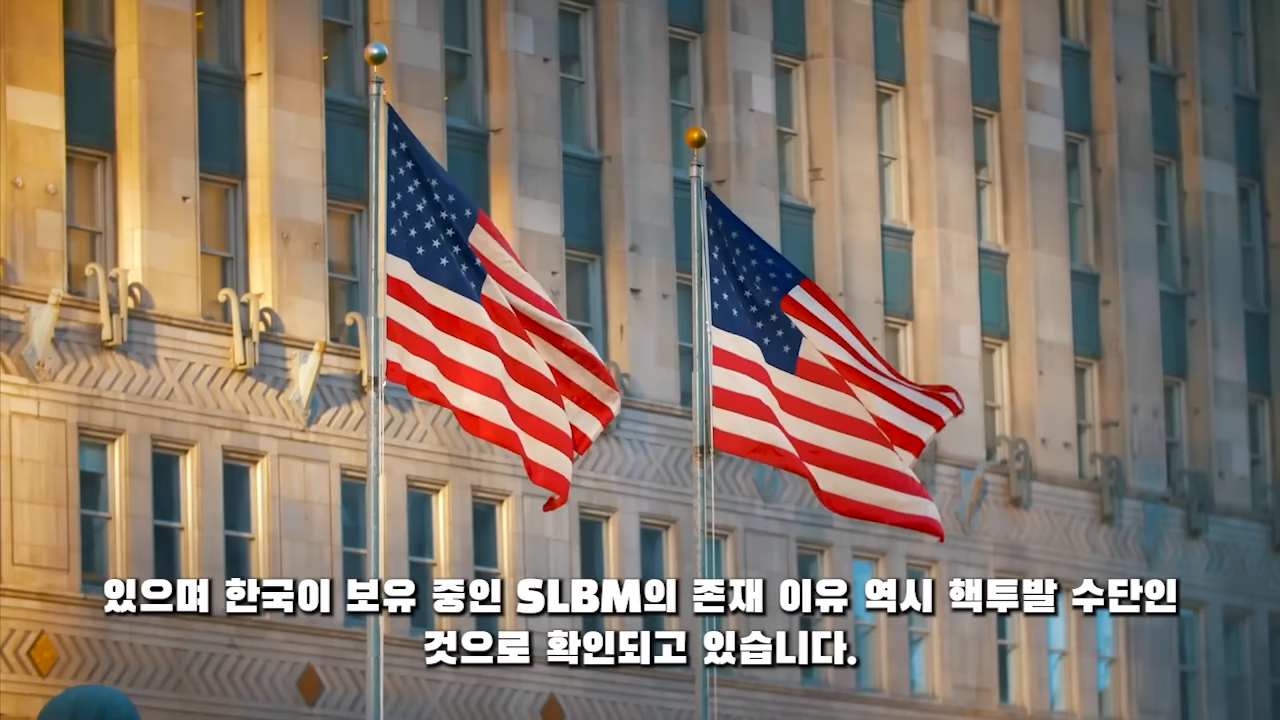 있으며 한국이 보유 중인 SLBM의 존재 이유 역시 핵투발 수단인
것으로 확인되고 있습니다.